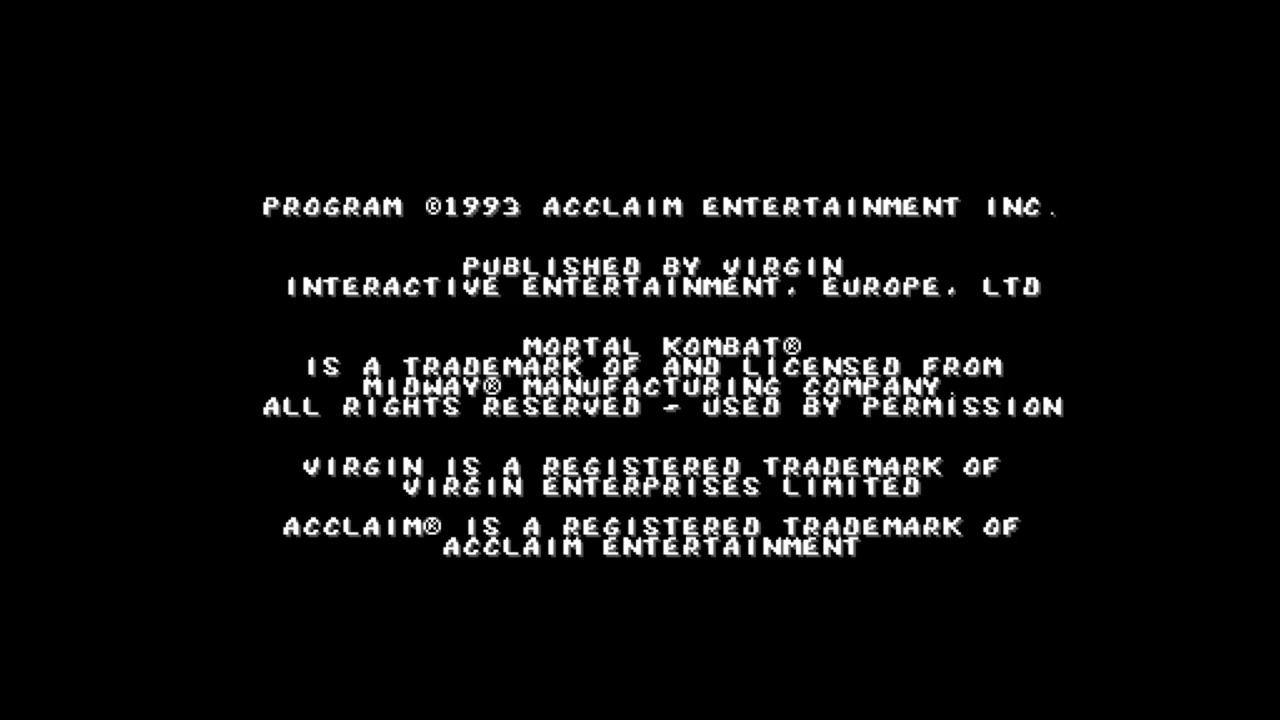 PROGRAM ©1993 ACCLAIM ENTERTAINMENT INC.
PUBLISHED BY VIRGIN
INTERACTIVE ENTERTAINMENT, EUROPE, LTD
MORTAL KOMBAT®
IS A TRADEMARK OF AND LICENSED FROM
MIDWAY® MANUFACTURING COMPANY.
ALL RIGHTS RESERVED - USED BY PERMISSION
VIRGIN IS A REGISTERED TRADEMARK OF
VIRGIN ENTERPRISES LIMITED
ACCLAIM® IS A REGISTERED TRADEMARK OF
ACCLAIM ENTERTAINMENT